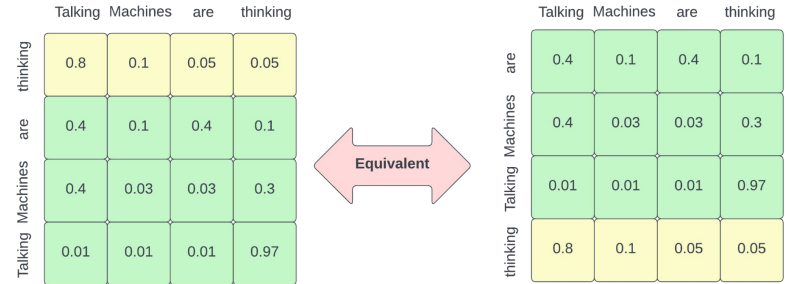 Talking Machines are thinking
thinking 0.8 0.1 0.05 0.05
are 0.4 0.1 0.4 0.1
Machines 0.4 0.03 0.03 0.3
Talking 0.01 0.01 0.01 0.97
Equivalent
Talking Machines are thinking
are 0.4 0.1 0.4 0.1
Machines 0.4 0.03 0.03 0.3
Talking 0.01 0.01 0.01 0.97
thinking 0.8 0.1 0.05 0.05